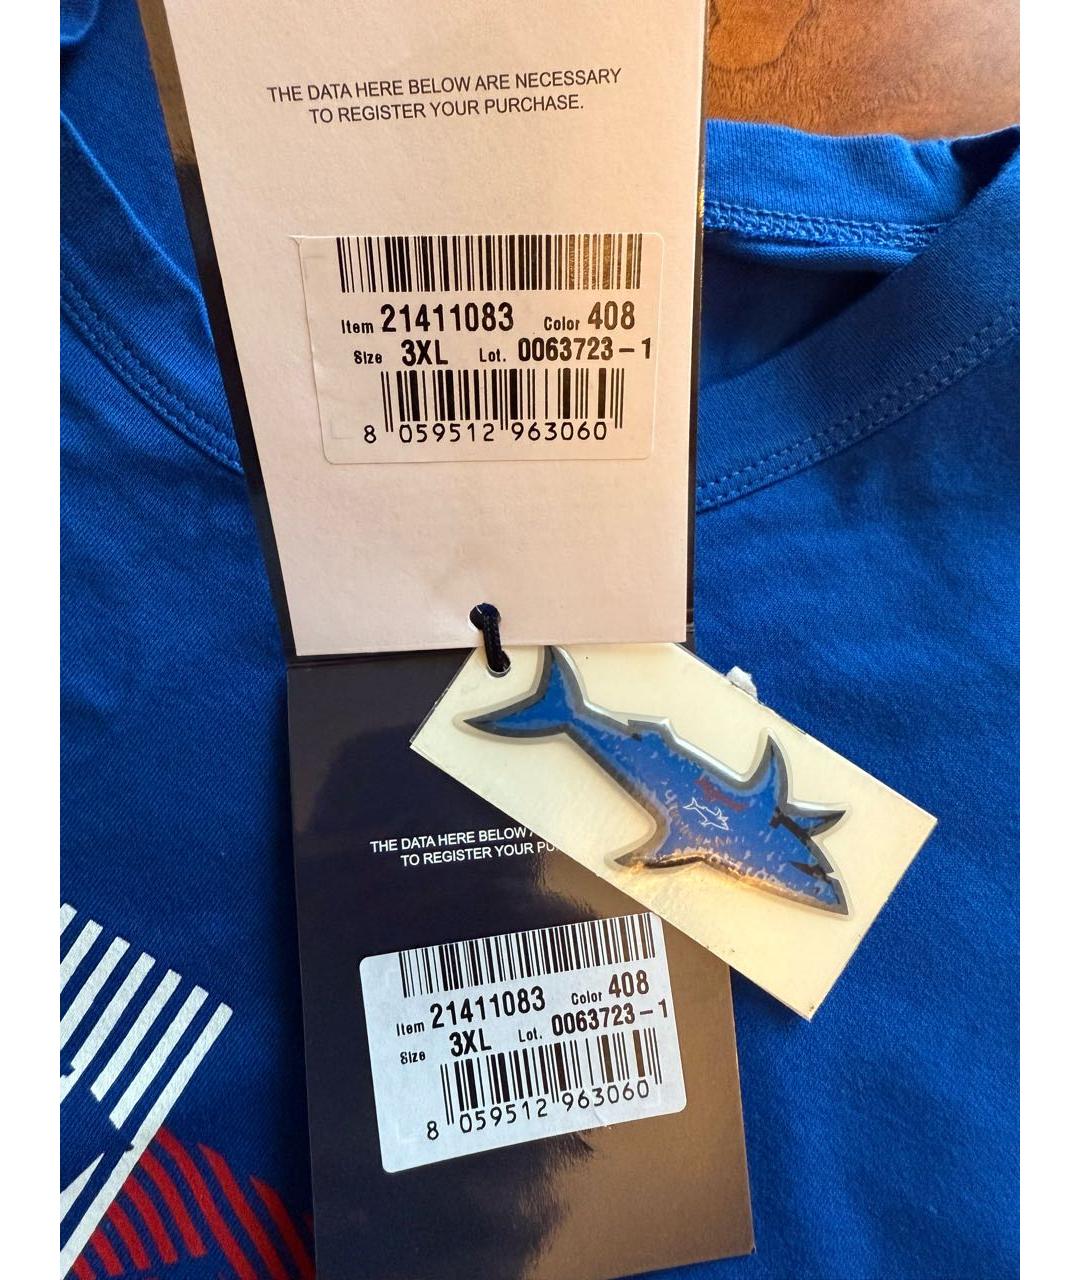 THE DATA HERE BELOW ARE NECESSARY
TO REGISTER YOUR PURCHASE.
Item 21411083 Color 408
Size 3XL Lot. 0063723-1
8 059512 963060
THE DATA HERE BELOW
TO REGISTER YOUR PU
Item 21411083 Color 408
Size 3XL Lot. 0063723-1
8 059512 963060